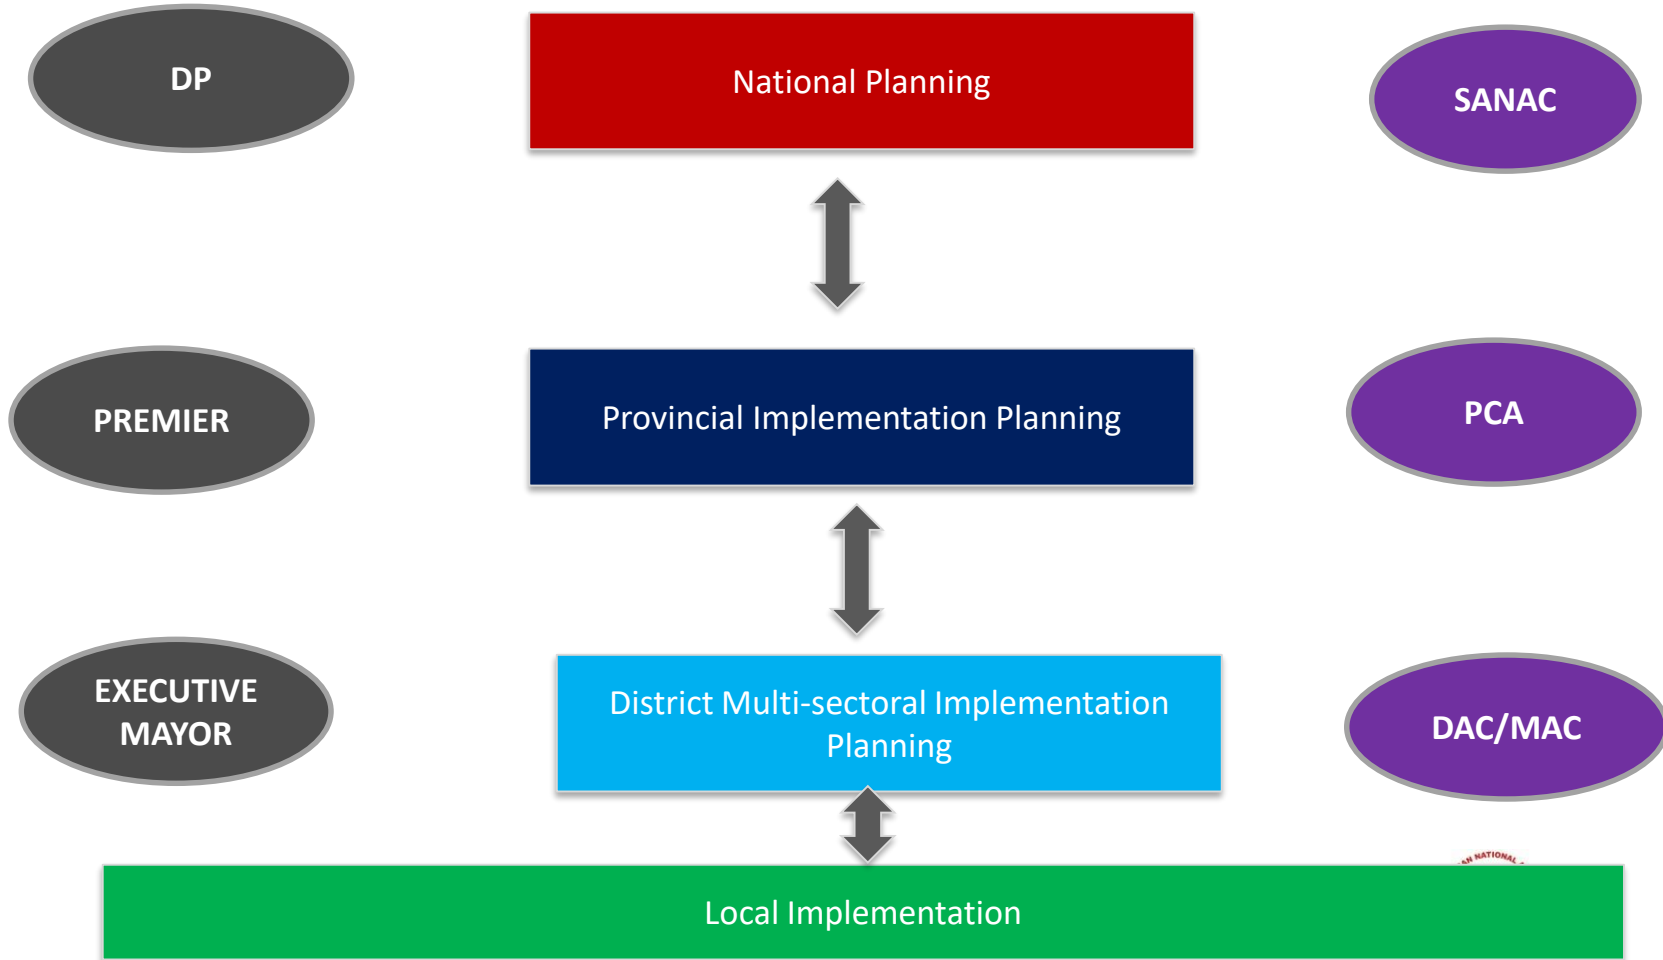 DP
National Planning
SANAC
PREMIER
Provincial Implementation Planning
PCA
EXECUTIVE
MAYOR
District Multi-sectoral Implementation
Planning
DAC/MAC
NATIONAL
Local Implementation